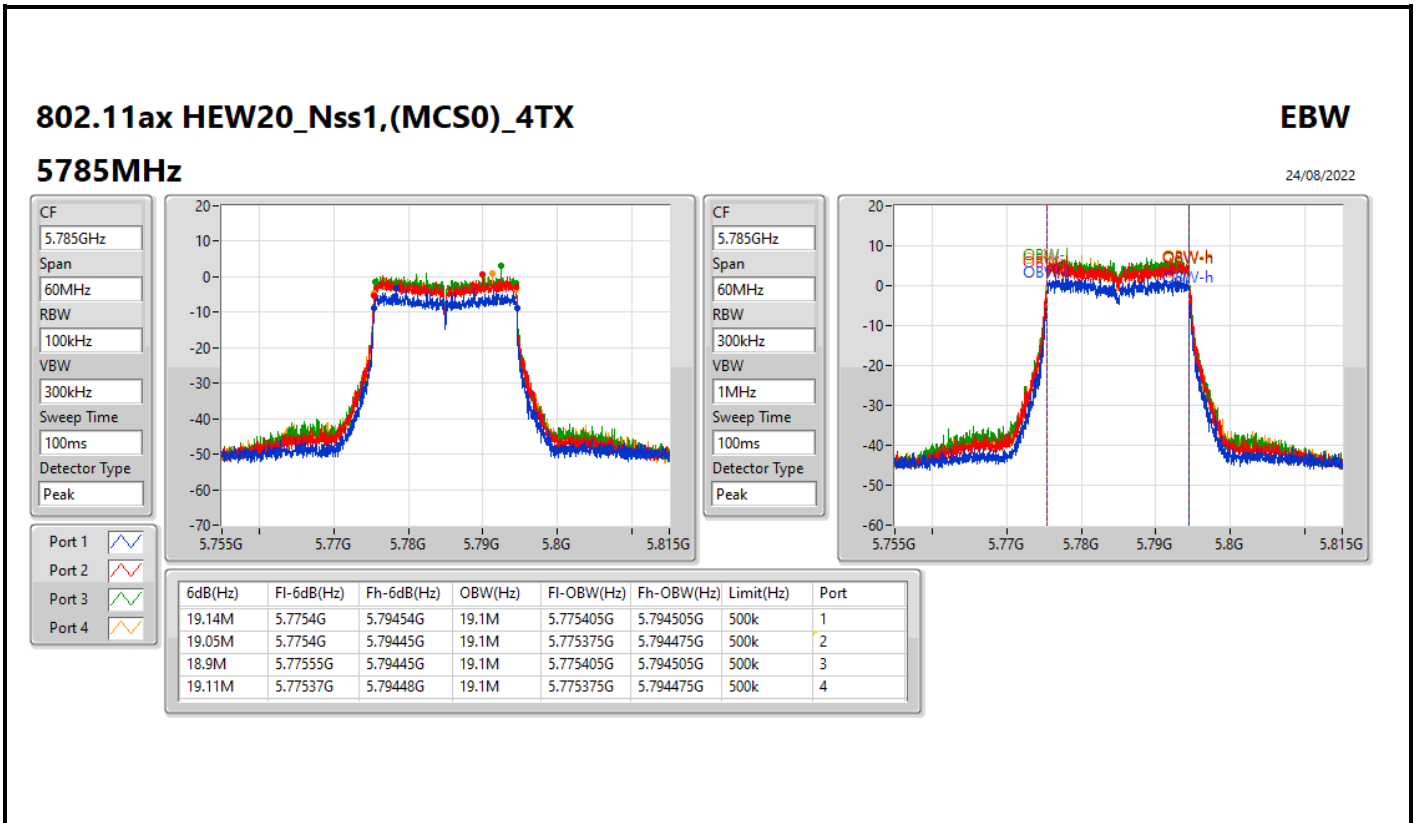 802.11ax HEW20_Nss1,(MCS0)_4TX
EBW
5785MHz
24/08/2022
CF
5.785GHz
Span
60MHz
RBW
100kHz
VBW
300kHz
Sweep Time
100ms
Detector Type
Peak
20
10
0
-10
-20
-30
-40
-50
-60
-70
5.755G 5.77G 5.78G 5.79G 5.8G 5.815G
CF
5.785GHz
Span
60MHz
RBW
300kHz
VBW
1MHz
Sweep Time
100ms
Detector Type
Peak
20
10
0
-10
-20
-30
-40
-50
-60
OBW-h
5.755G 5.77G 5.78G 5.79G 5.8G 5.815G
Port 1
Port 2
Port 3
Port 4
6dB(Hz) Fl-6dB(Hz) Fh-6dB(Hz) OBW(Hz) Fl-OBW(Hz) Fh-OBW(Hz) Limit(Hz) Port
19.14M 5.7754G 5.79454G 19.1M 5.775405G 5.794505G 500k 1
19.05M 5.7754G 5.79445G 19.1M 5.775375G 5.794475G 500k 2
18.9M 5.77555G 5.79445G 19.1M 5.775405G 5.794505G 500k 3
19.11M 5.77537G 5.79448G 19.1M 5.775375G 5.794475G 500k 4